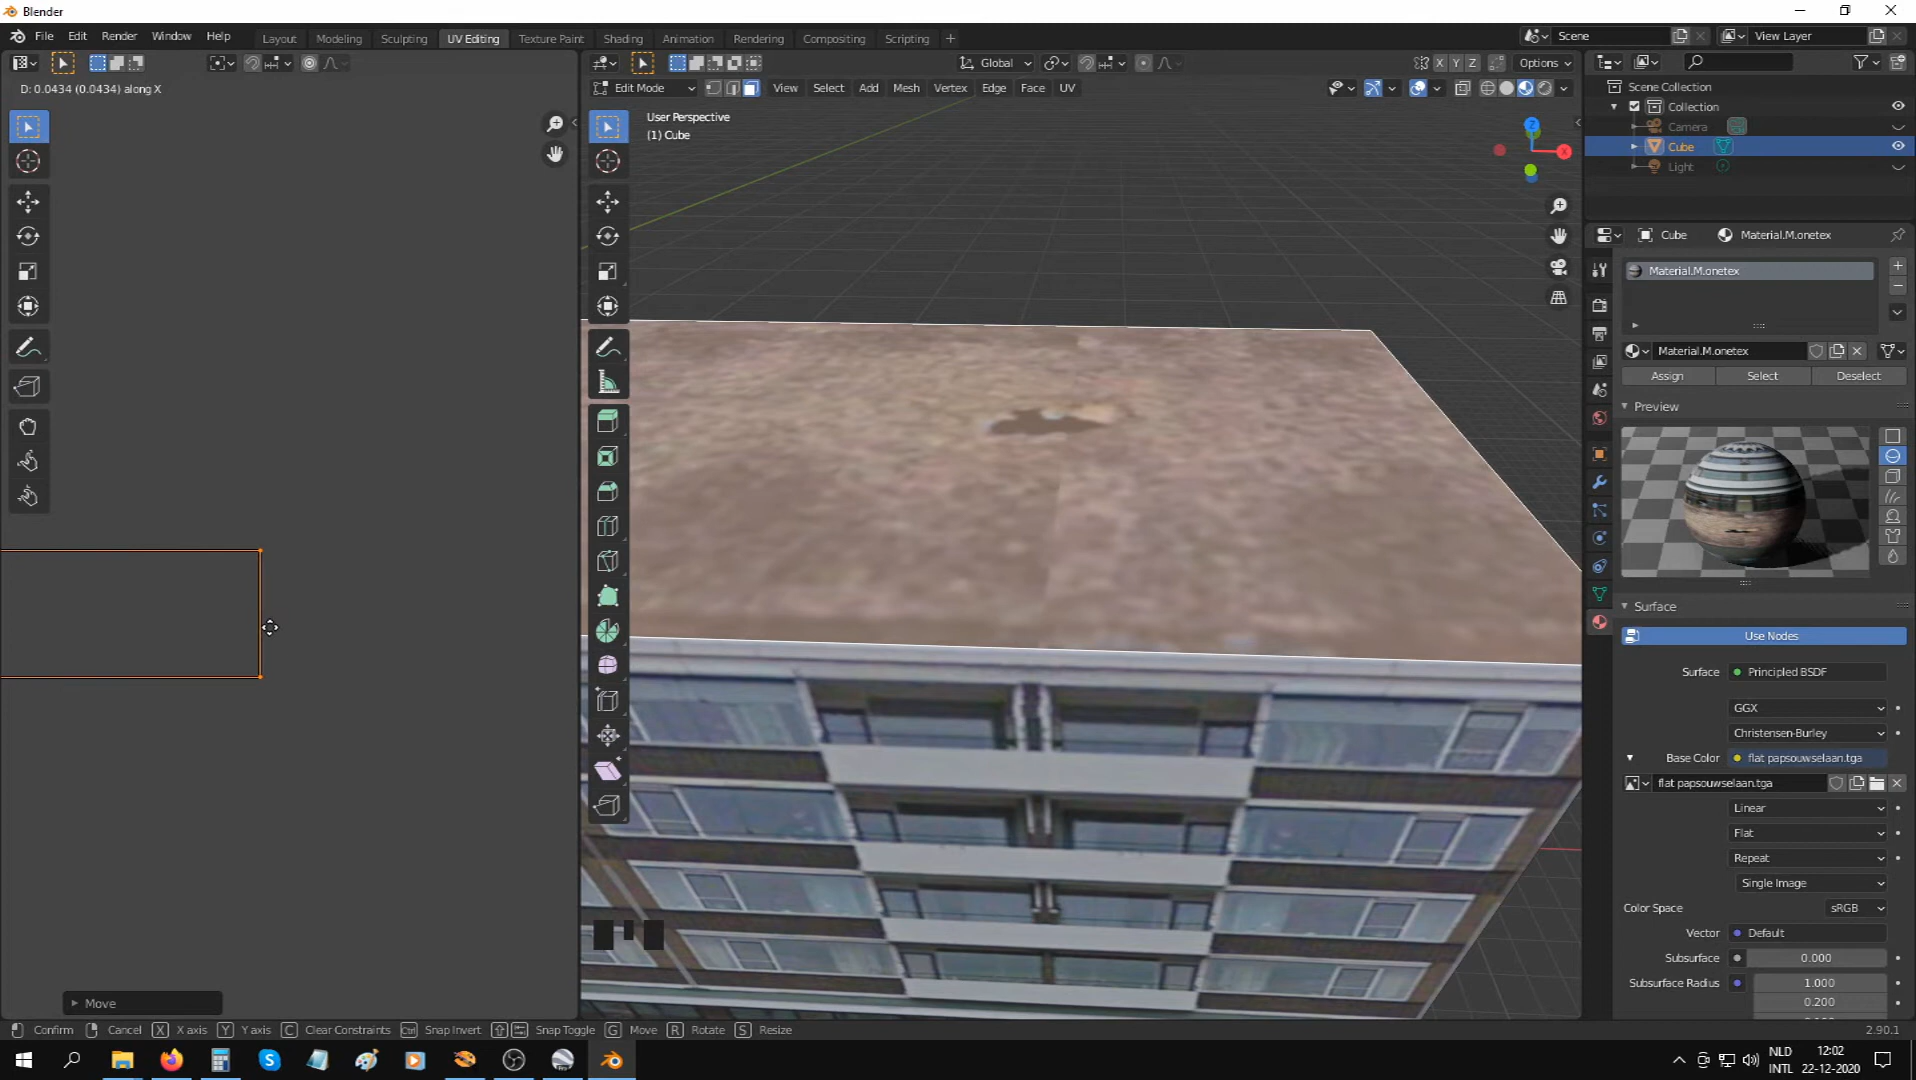 Blender
File Edit Render Window Help
Layout Modeling Sculpting UV Editing Texture Paint Shading Animation Rendering Compositing Scripting +
Scene
View Layer
Global
X Y Z
Options
D: 0.0434 (0.0434) along X
Edit Mode
View Select Add Mesh Vertex Edge Face UV
User Perspective
(1) Cube
Z
X
Scene Collection
Collection
Camera
Cube
Light
Cube
Material.M.onetex
Material.M.onetex
Material.M.onetex
Assign Select Deselect
Preview
Surface
Use Nodes
Surface Principled BSDF
GGX
Christensen-Burley
Base Color flat papsouwselaan.tga
flat papsouwselaan.tga
Linear
Flat
Repeat
Single Image
Color Space sRGB
Vector Default
Subsurface 0.000
Subsurface Radius 1.000
0.200
Move
Confirm Cancel X X axis Y Y axis C Clear Constraints Ctrl Snap Invert Snap Toggle G Move R Rotate S Resize
2.90.1
NLD
INTL
12:02
22-12-2020